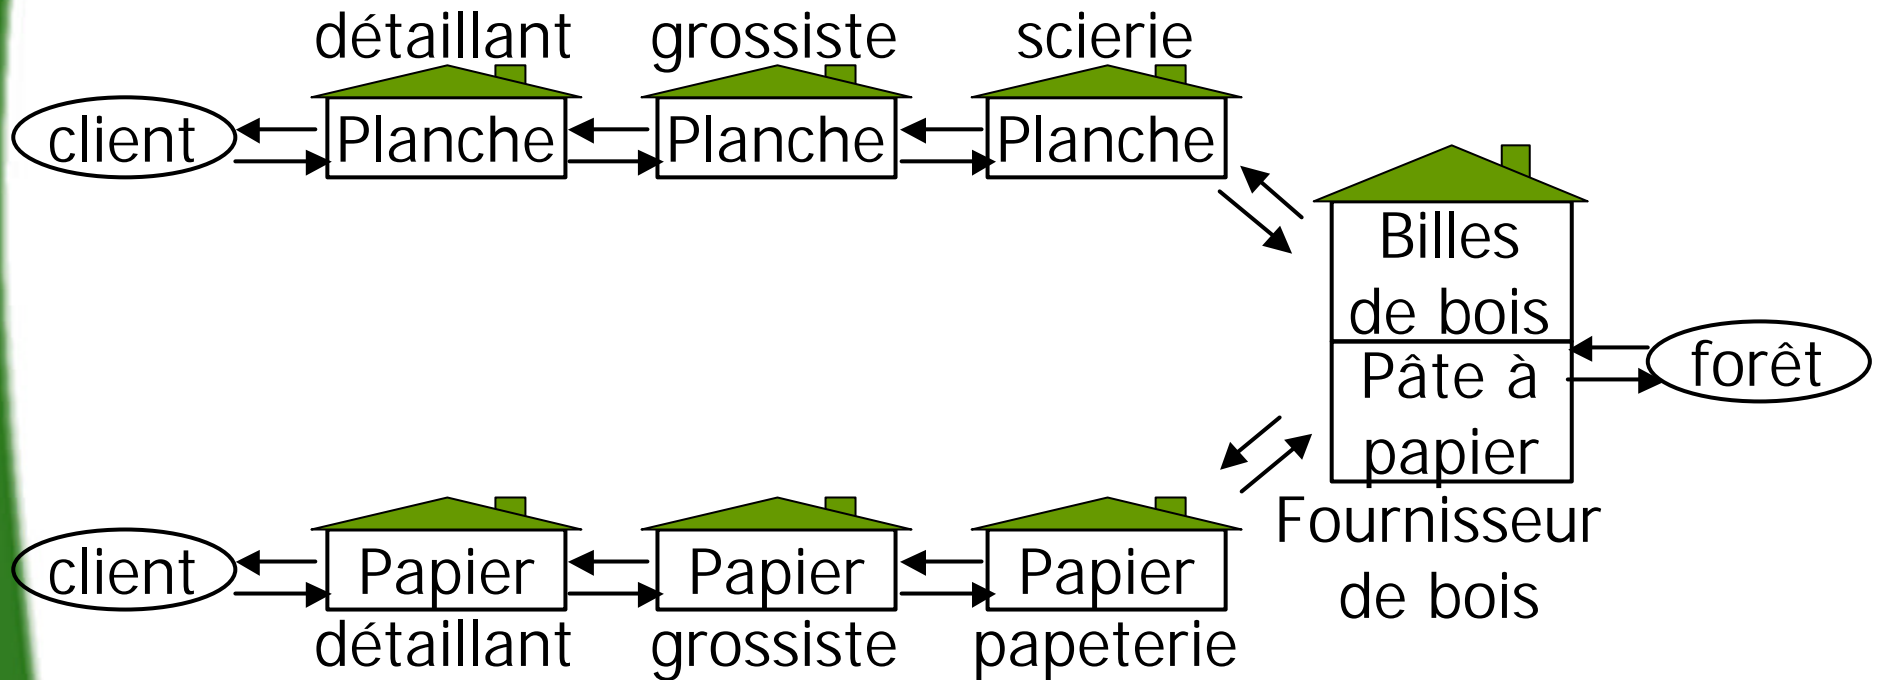 détaillant grossiste scierie
client Planche Planche Planche
Billes
de bois
Pâte à
papier
forêt
Fournisseur
de bois
client Papier Papier Papier
détaillant grossiste papeterie